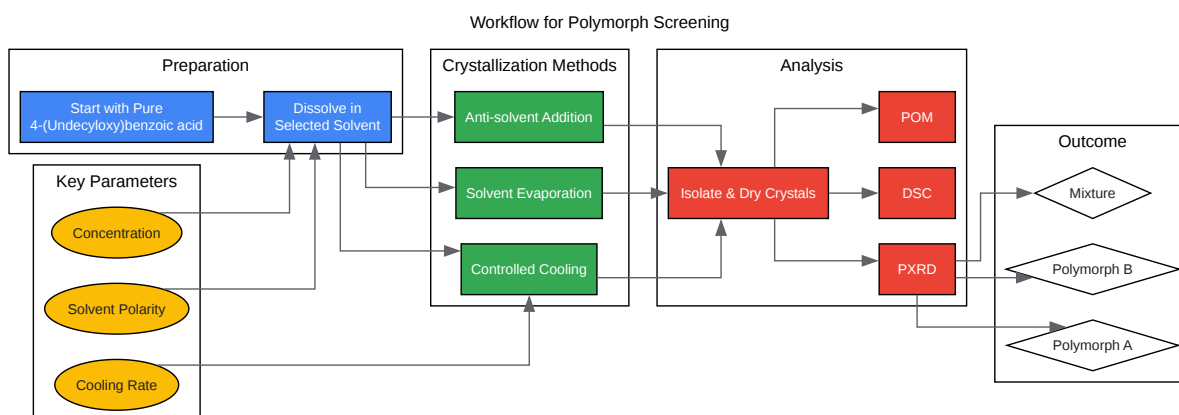 Workflow for Polymorph Screening
Preparation
Start with Pure
4-(Undecyloxy)benzoic acid
Dissolve in
Selected Solvent
Key Parameters
Concentration
Solvent Polarity
Cooling Rate
Crystallization Methods
Anti-solvent Addition
Solvent Evaporation
Controlled Cooling
Analysis
Isolate & Dry Crystals
POM
DSC
PXRD
Outcome
Mixture
Polymorph B
Polymorph A